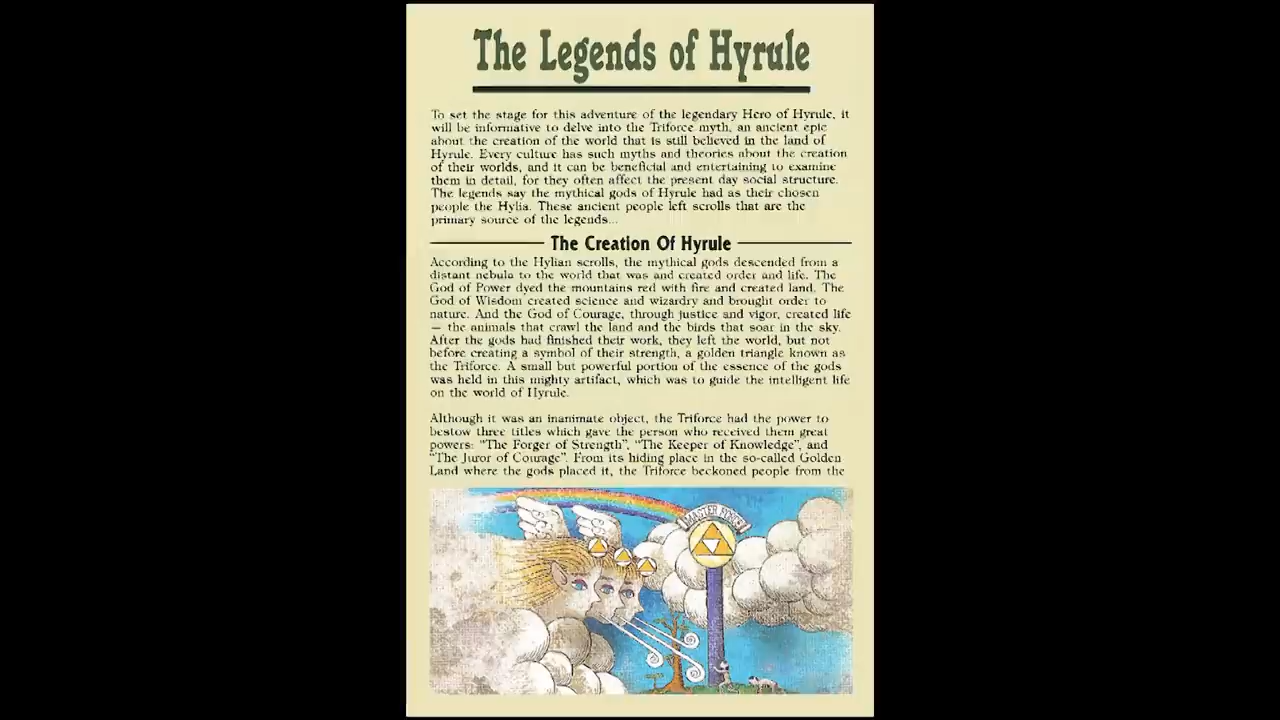 The Legends of Hyrule
To set the stage for this adventure of the legendary Hero of Hyrule, it
will be informative to delve into the Triforce myth, an ancient epic
about the creation of the world that is still believed in the land of
Hyrule. Every culture has such myths and theories about the creation
of their worlds, and it can be beneficial and entertaining to examine
them in detail, for they often affect the present day social structure.
The legends say the mythical gods of Hyrule had as their chosen
people the Hylia. These ancient people left scrolls that are the
primary source of the legends...
The Creation Of Hyrule
According to the Hylian scrolls, the mythical gods descended from a
distant nebula to the world that was and created order and life. The
God of Power dyed the mountains red with fire and created land. The
God of Wisdom created science and wizardry and brought order to
nature. And the God of Courage, through justice and vigor, created life
— the animals that crawl the land and the birds that soar in the sky.
After the gods had finished their work, they left the world, but not
before creating a symbol of their strength, a golden triangle known as
the Triforce. A small but powerful portion of the essence of the gods
was held in this mighty artifact, which was to guide the intelligent life
on the world of Hyrule.
Although it was an inanimate object, the Triforce had the power to
bestow three titles which gave the person who received them great
powers: "The Forger of Strength", "The Keeper of Knowledge", and
"The Juror of Courage". From its hiding place in the so-called Golden
Land where the gods placed it, the Triforce beckoned people from the
MASTER